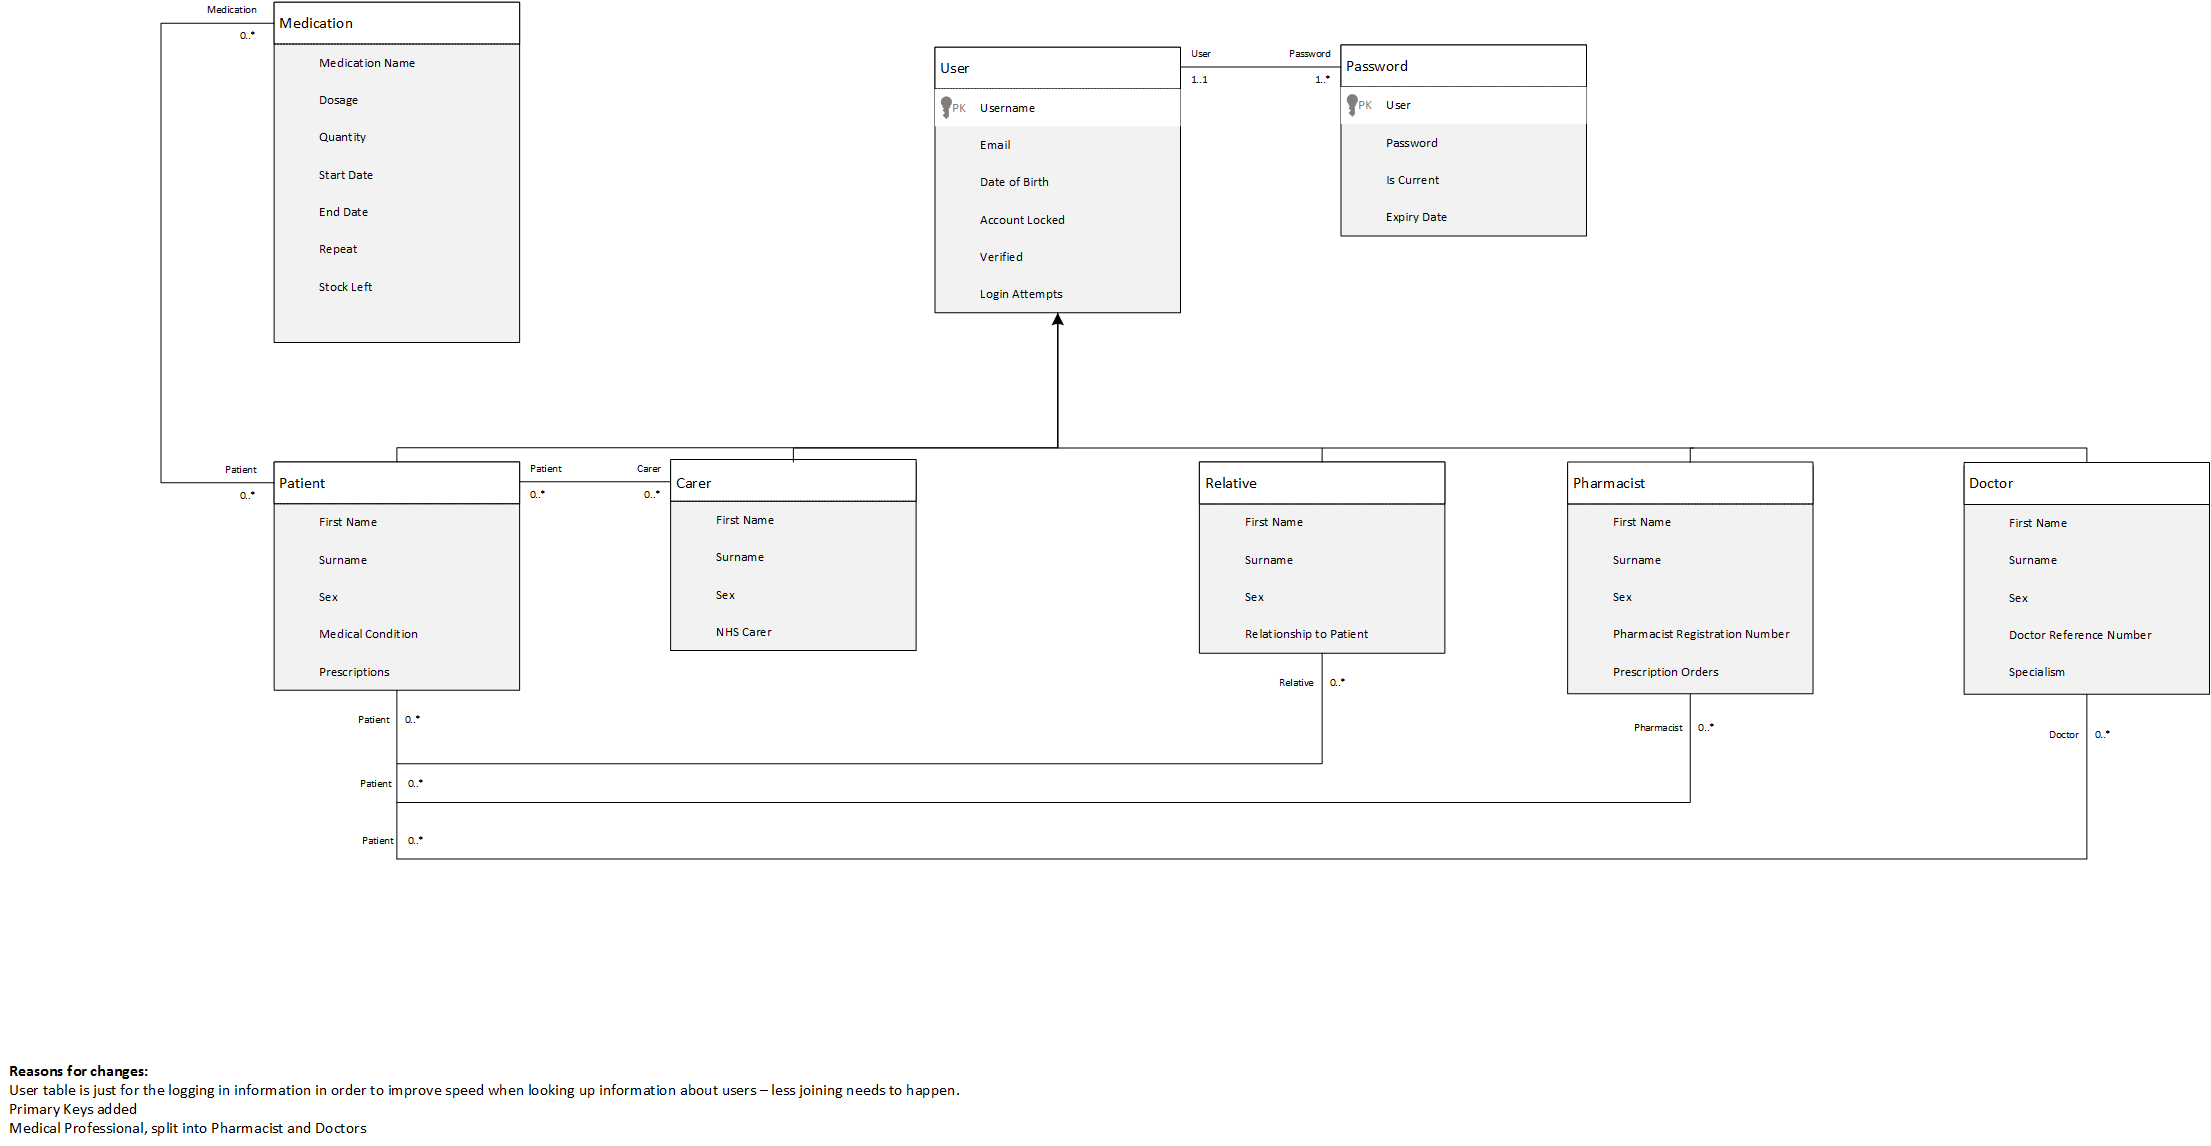 Medication
0..*
Medication
Medication Name
Dosage
Quantity
Start Date
End Date
Repeat
Stock Left
User
PK Username
Email
Date of Birth
Account Locked
Verified
Login Attempts
User
1..1
Password
1..*
Password
PK User
Password
Is Current
Expiry Date
Patient
0..*
Patient
First Name
Surname
Sex
Medical Condition
Prescriptions
Patient
0..*
Carer
0..*
Carer
First Name
Surname
Sex
NHS Carer
Relative
First Name
Surname
Sex
Relationship to Patient
Pharmacist
First Name
Surname
Sex
Pharmacist Registration Number
Prescription Orders
Doctor
First Name
Surname
Sex
Doctor Reference Number
Specialism
Relative 0..*
Patient 0..*
Pharmacist 0..*
Doctor 0..*
Patient 0..*
Patient 0..*
Reasons for changes:
User table is just for the logging in information in order to improve speed when looking up information about users – less joining needs to happen.
Primary Keys added
Medical Professional, split into Pharmacist and Doctors